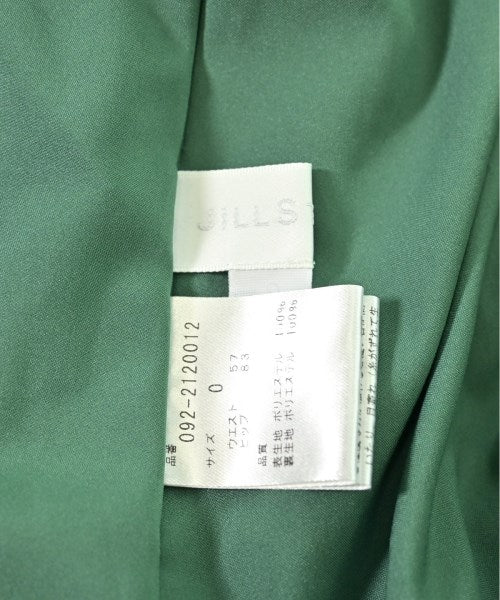 JILL S
品番 092-2120012
サイズ 0
ウエスト 57
ヒップ 83
品質
表生地 ポリエステル 100%
裏生地 ポリエステル 100%